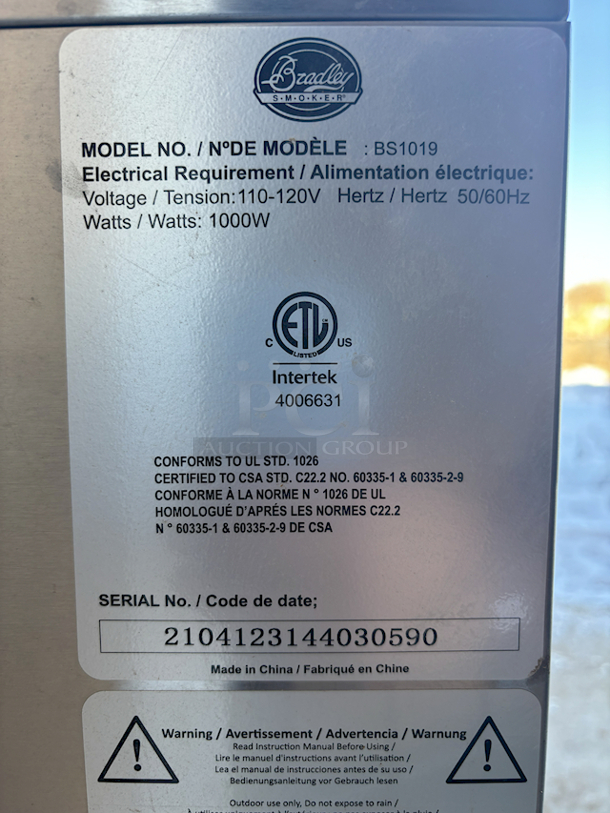 Bradley
S·M·O·K·E·R®
MODEL NO. / NºDE MODÈLE : BS1019
Electrical Requirement / Alimentation électrique:
Voltage / Tension:110-120V Hertz / Hertz 50/60Hz
Watts / Watts: 1000W
ETL
C US
LISTED
Intertek
4006631
pci
AUCTION GROUP
CONFORMS TO UL STD. 1026
CERTIFIED TO CSA STD. C22.2 NO. 60335-1 & 60335-2-9
CONFORME À LA NORME N ° 1026 DE UL
HOMOLOGUÉ D'APRÉS LES NORMES C22.2
N ° 60335-1 & 60335-2-9 DE CSA
SERIAL No. / Code de date;
2104123144030590
Made in China / Fabriqué en Chine
Warning / Avertissement / Advertencia / Warnung
Read Instruction Manual Before Using /
Lire le manuel d'instructions avant l'utilisation /
Lea el manual de instrucciones antes de su uso /
Bedienungsanleitung vor Gebrauch lesen
Outdoor use only, Do not expose to rain /